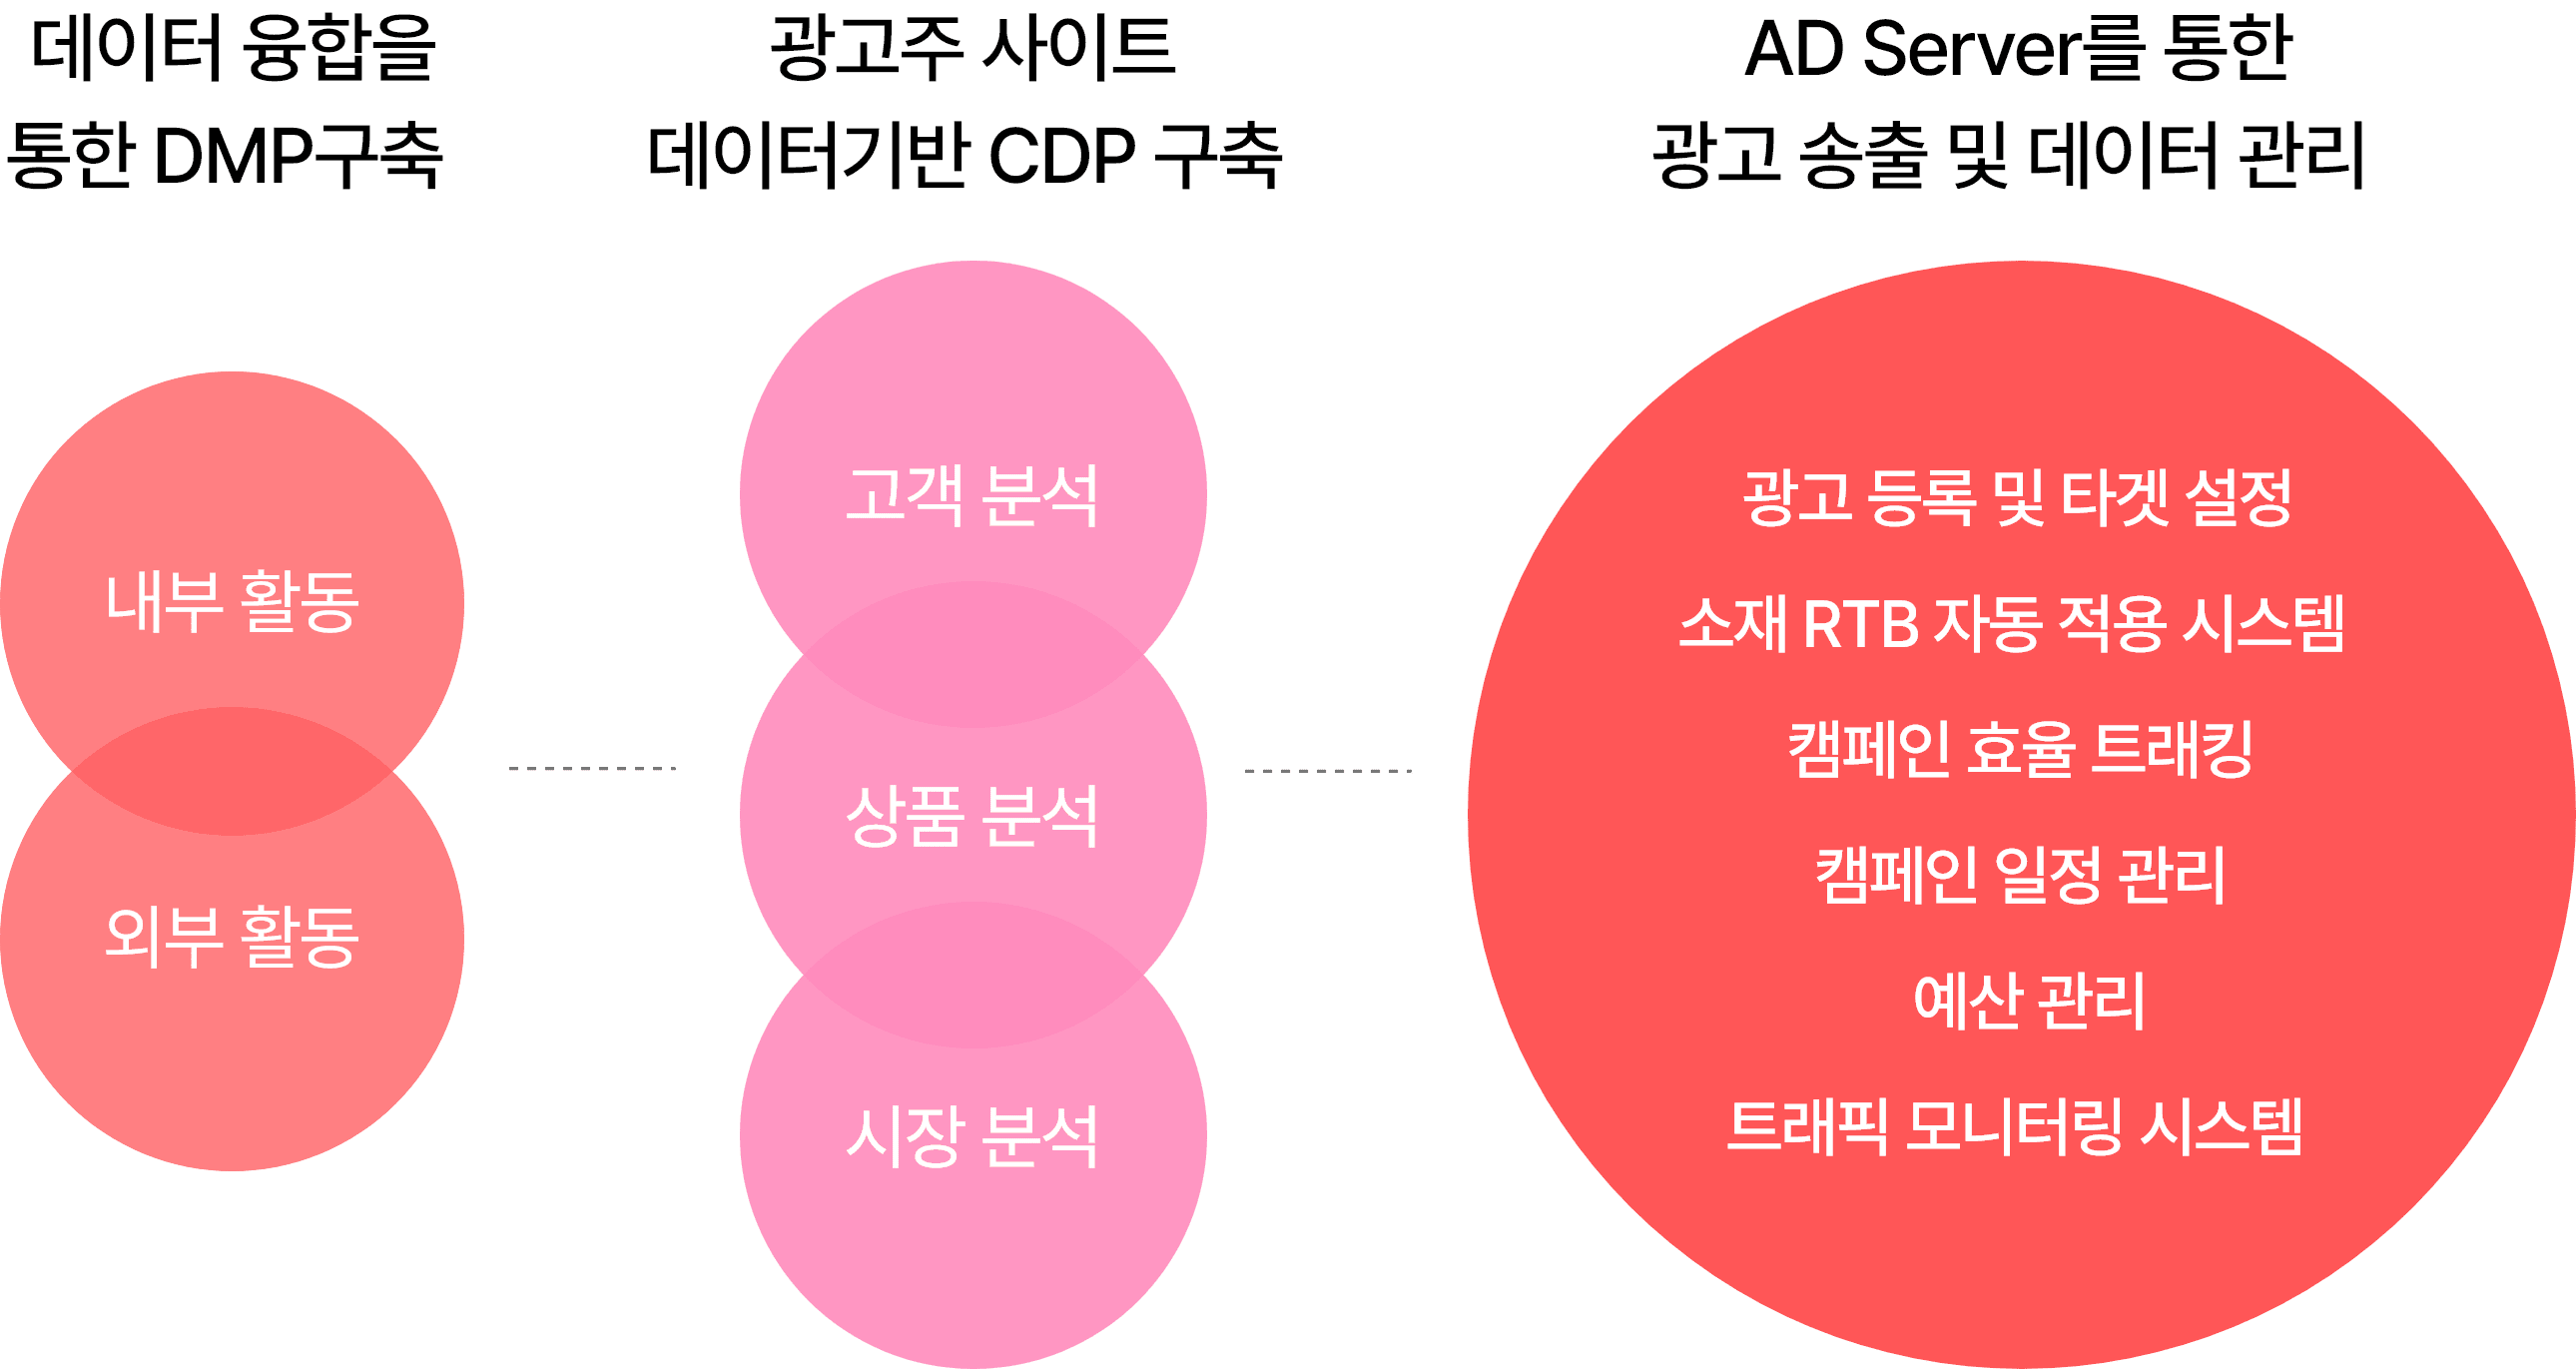 데이터 융합을
통한 DMP구축
광고주 사이트
데이터기반 CDP 구축
AD Server를 통한
광고 송출 및 데이터 관리
내부 활동
외부 활동
고객 분석
상품 분석
시장 분석
광고 등록 및 타겟 설정
소재 RTB 자동 적용 시스템
캠페인 효율 트래킹
캠페인 일정 관리
예산 관리
트래픽 모니터링 시스템